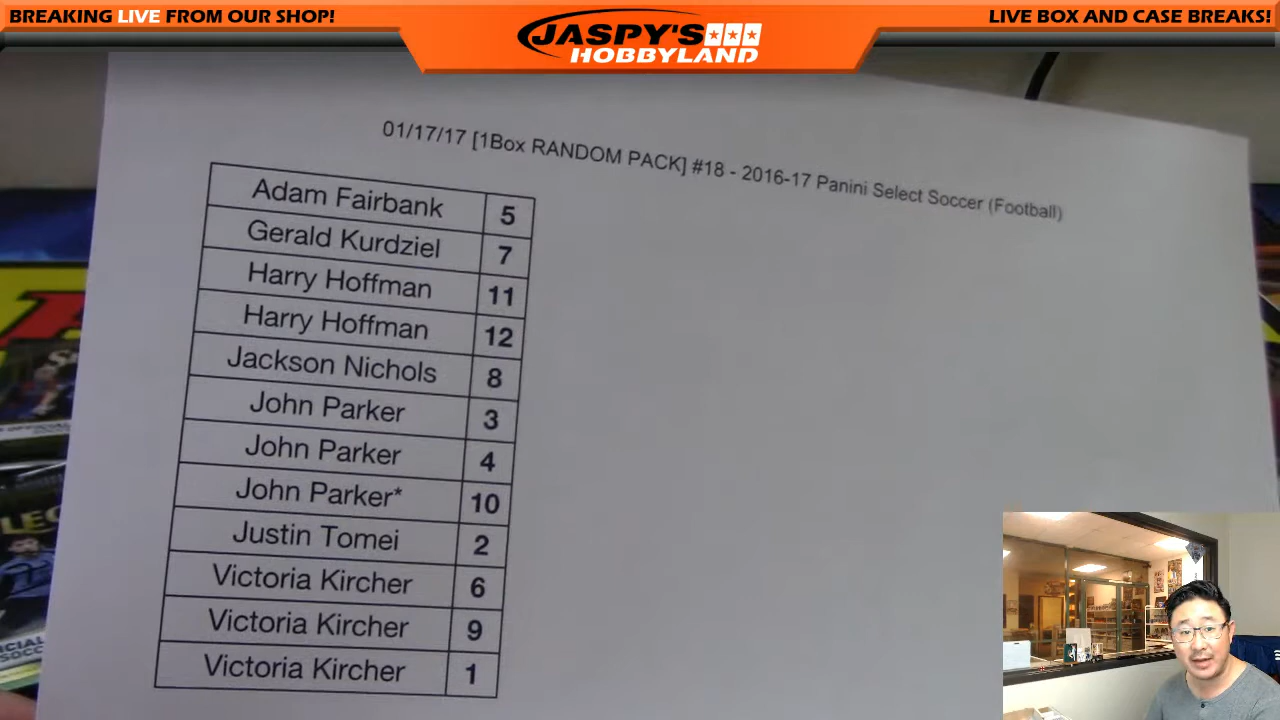 BREAKING LIVE FROM OUR SHOP!
JASPY'S
HOBBYLAND
LIVE BOX AND CASE BREAKS!
01/17/17 [1Box RANDOM PACK] #18 - 2016-17 Panini Select Soccer (Football)
Adam Fairbank 5
Gerald Kurdziel 7
Harry Hoffman 11
Harry Hoffman 12
Jackson Nichols 8
John Parker 3
John Parker 4
John Parker* 10
Justin Tomei 2
Victoria Kircher 6
Victoria Kircher 9
Victoria Kircher 1